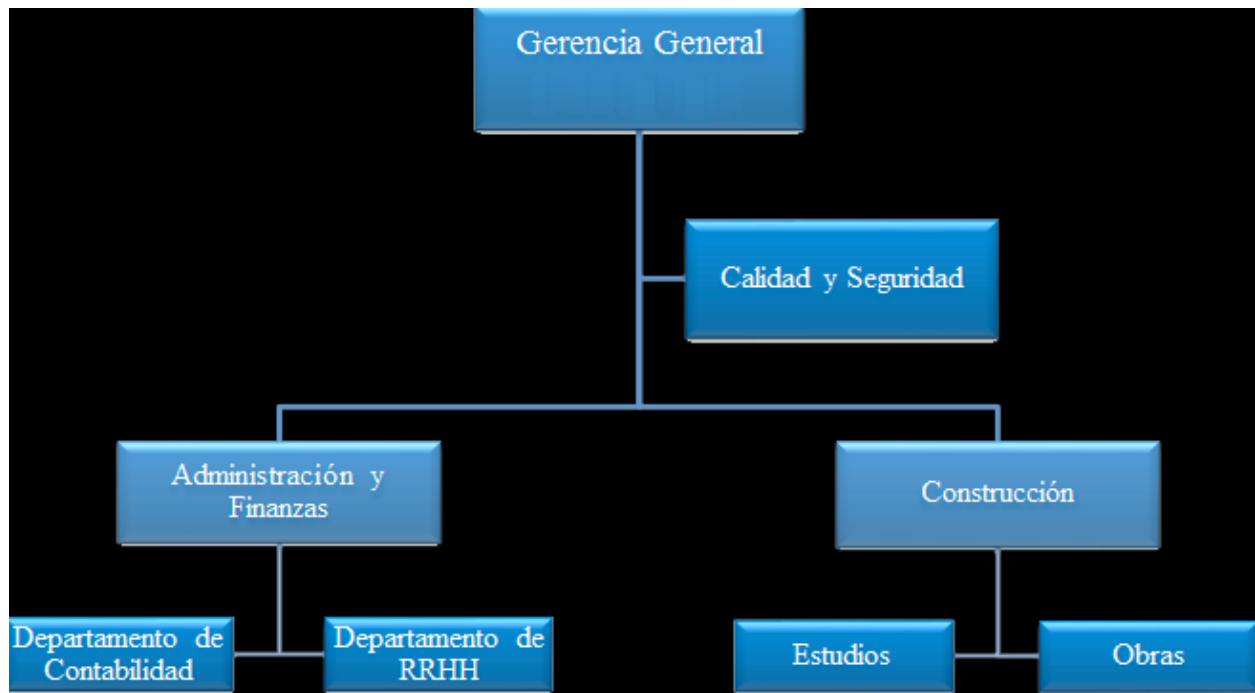 Gerencia General
Calidad y Seguridad
Administración y
Finanzas
Construcción
Departamento de
Contabilidad
Departamento de
RRHH
Estudios
Obras